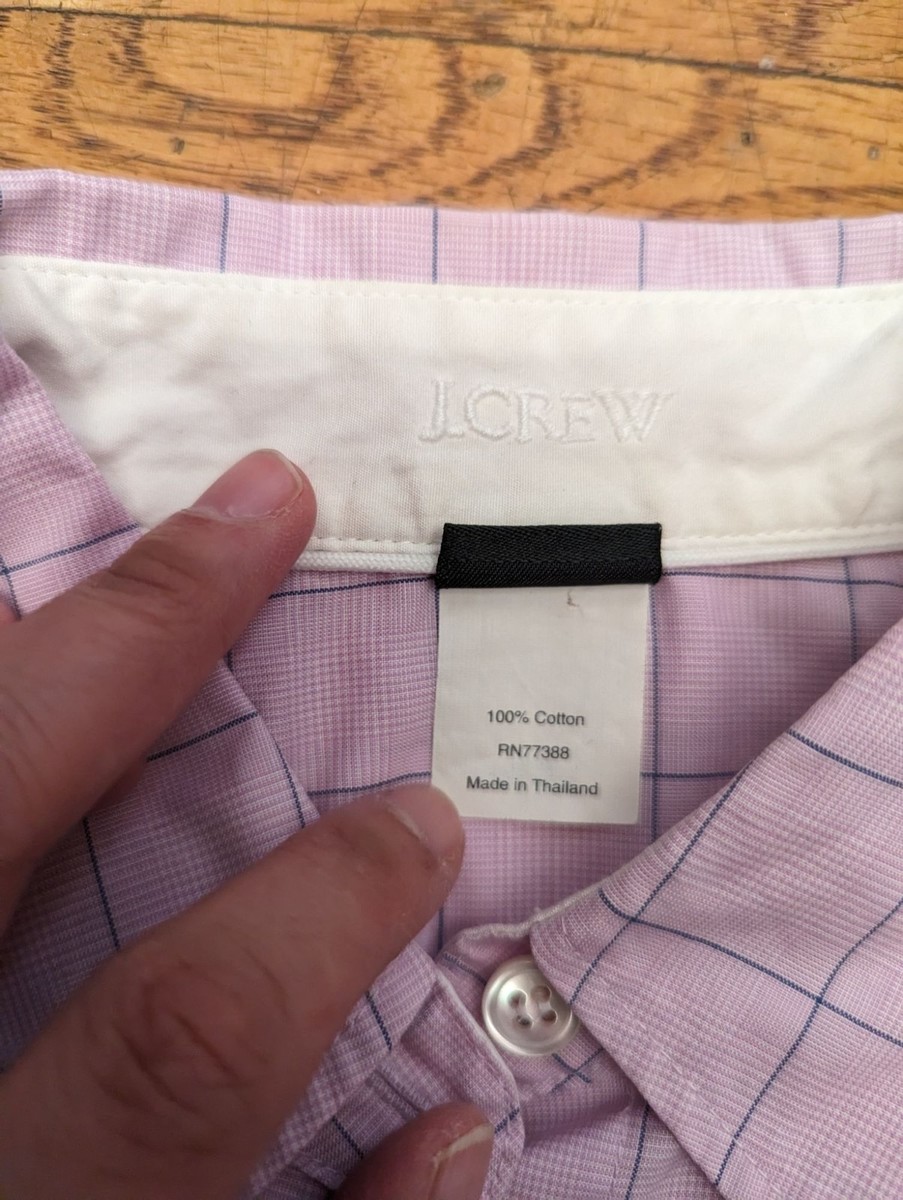 J.CREW
100% Cotton
RN77388
Made in Thailand